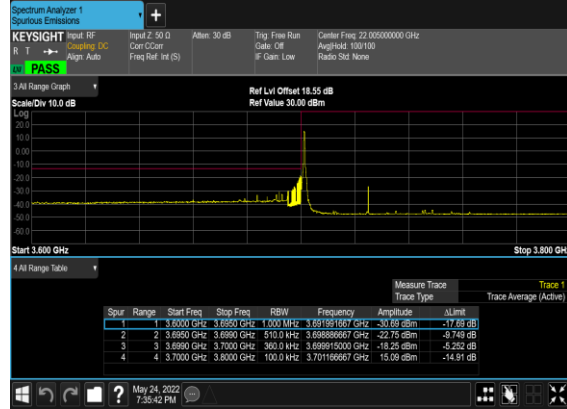 Spectrum Analyzer 1
Spurious Emissions
+
KEYSIGHT Input: RF Input Z: 50 Ω Atten: 30 dB Trig: Free Run Center Freq: 22.005000000 GHz
R T Coupling: DC Corr CCorr Gate: Off Avg|Hold: 100/100
Align: Auto Freq Ref: Int (S) IF Gain: Low Radio Std: None
PASS
3 All Range Graph Ref Lvl Offset 18.55 dB
Scale/Div 10.0 dB Ref Value 30.00 dBm
Log
20.0
10.0
0.00
-10.0
-20.0
-30.0
-40.0
-50.0
-60.0
Start 3.600 GHz Stop 3.800 GHz
4 All Range Table
Measure Trace Trace 1
Trace Type Trace Average (Active)
Spur Range Start Freq Stop Freq RBW Frequency Amplitude ΔLimit
1 1 3.6000 GHz 3.6950 GHz 1.000 MHz 3.691991667 GHz -30.69 dBm -17.69 dB
2 2 3.6950 GHz 3.6990 GHz 510.0 kHz 3.698886667 GHz -22.75 dBm -9.749 dB
3 3 3.6990 GHz 3.7000 GHz 360.0 kHz 3.699915000 GHz -18.25 dBm -5.252 dB
4 4 3.7000 GHz 3.8000 GHz 100.0 kHz 3.701166667 GHz 15.09 dBm -14.91 dB
? May 24, 2022
7:35:42 PM